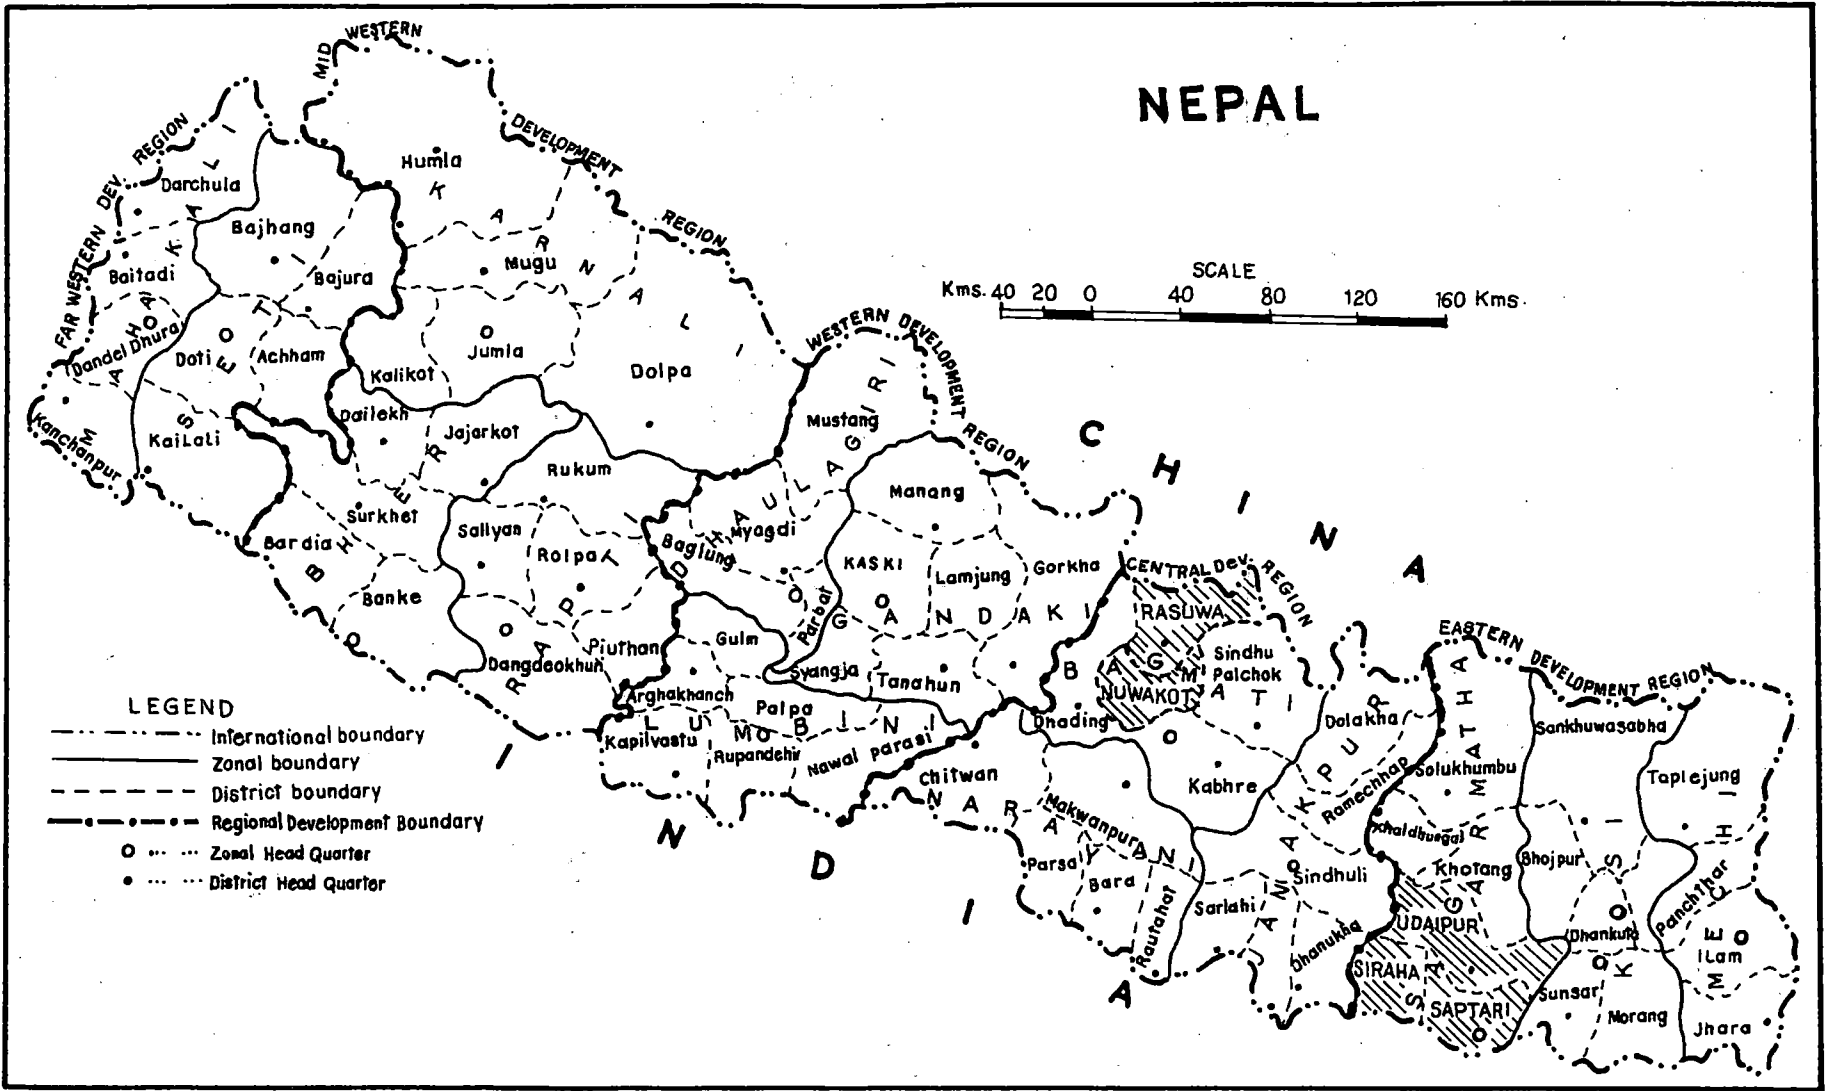 NEPAL
SCALE
Kms. 40 20 0 40 80 120 160 Kms.
FAR WESTERN DEV. REGION
MID WESTERN DEVELOPMENT REGION
WESTERN DEVELOPMENT REGION
CENTRAL DEV. REGION
EASTERN DEVELOPMENT REGION
CHINA
INDIA
MAHAKALI
SETI
KARNALI
BHERI
RAPTI
DHAULAGIRI
GANDAKI
LUMBINI
BAGMATI
NARAYANI
JANAKPUR
SAGARMATHA
KOSI
MECHI
Darchula
Bajhang
Baitadi
Bajura
Dandel Dhura
Doti
Achham
Kanchanpur
KaiLali
Humla
Mugu
Jumla
Kalikot
Dolpa
Dailekh
Jajarkot
Rukum
Surkhet
Bardia
Banke
Sallyan
Rolpa
Piuthan
Dangdeokhuri
Mustang
Myagdi
Baglung
Parbat
Manang
KASKI
Lamjung
Gorkha
Gulm
Syangja
Tanahun
Arghakhanch
Palpa
Kapilvastu
Rupandehi
Nawal parasi
RASUWA
NUWAKOT
Sindhu
Palchok
Dhading
Kabhre
Dolakha
Ramechhap
Chitwan
Makwanpur
Parsa
Bara
Rautahat
Sarlahi
Sindhuli
Dhanukha
Solukhumbu
Sankhuwasabha
Taplejung
Khotang
Bhojpur
Panchthar
UDAIPUR
Dhankuta
ILam
SIRAHA
SAPTARI
Sunsar
Morang
Jhara
LEGEND
International boundary
Zonal boundary
District boundary
Regional Development Boundary
Zonal Head Quarter
District Head Quarter